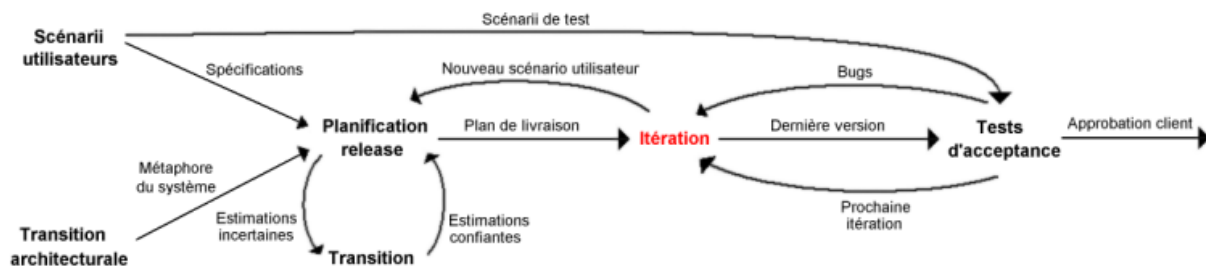 Scénarii de test
Scénarii
utilisateurs
Spécifications
Nouveau scénario utilisateur
Bugs
Planification
release
Plan de livraison
Itération
Dernière version
Tests
d'acceptance
Approbation client
Métaphore
du système
Estimations
incertaines
Estimations
confiantes
Prochaine
itération
Transition
architecturale
Transition